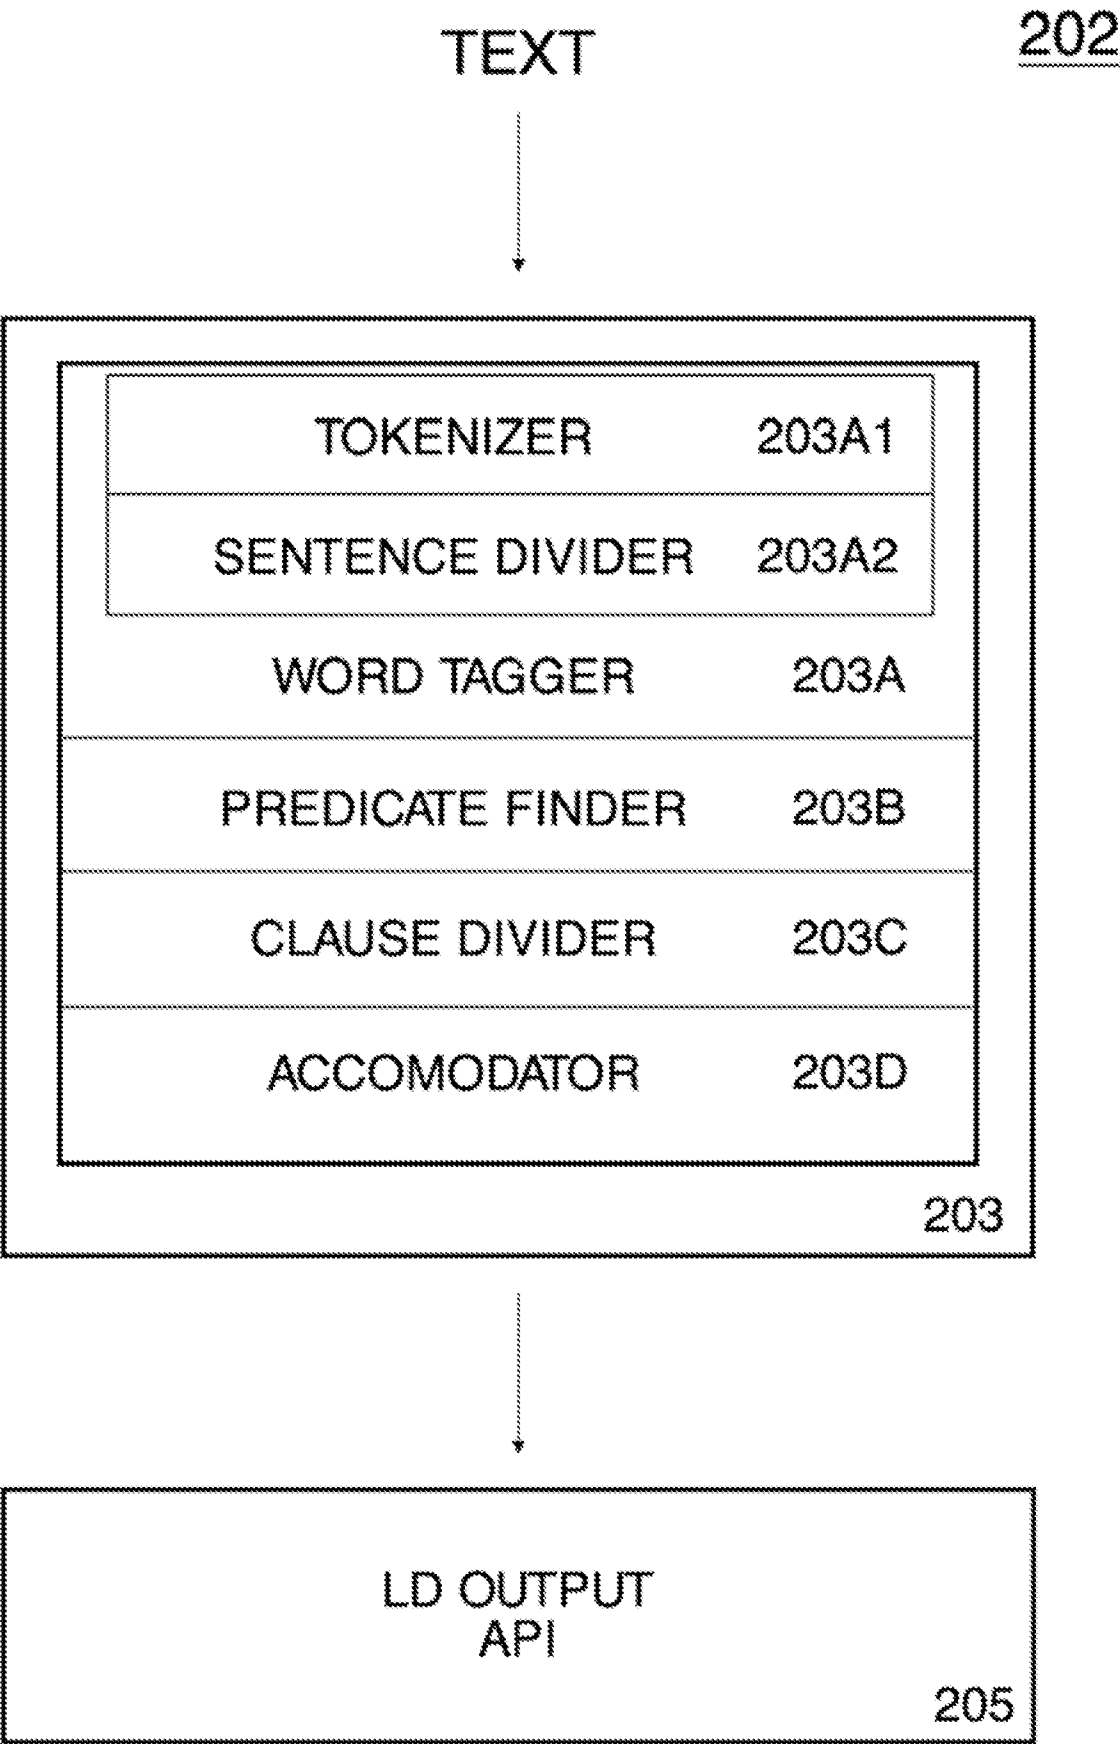 TEXT
202
TOKENIZER 203A1
SENTENCE DIVIDER 203A2
WORD TAGGER 203A
PREDICATE FINDER 203B
CLAUSE DIVIDER 203C
ACCOMODATOR 203D
203
LD OUTPUT
API
205